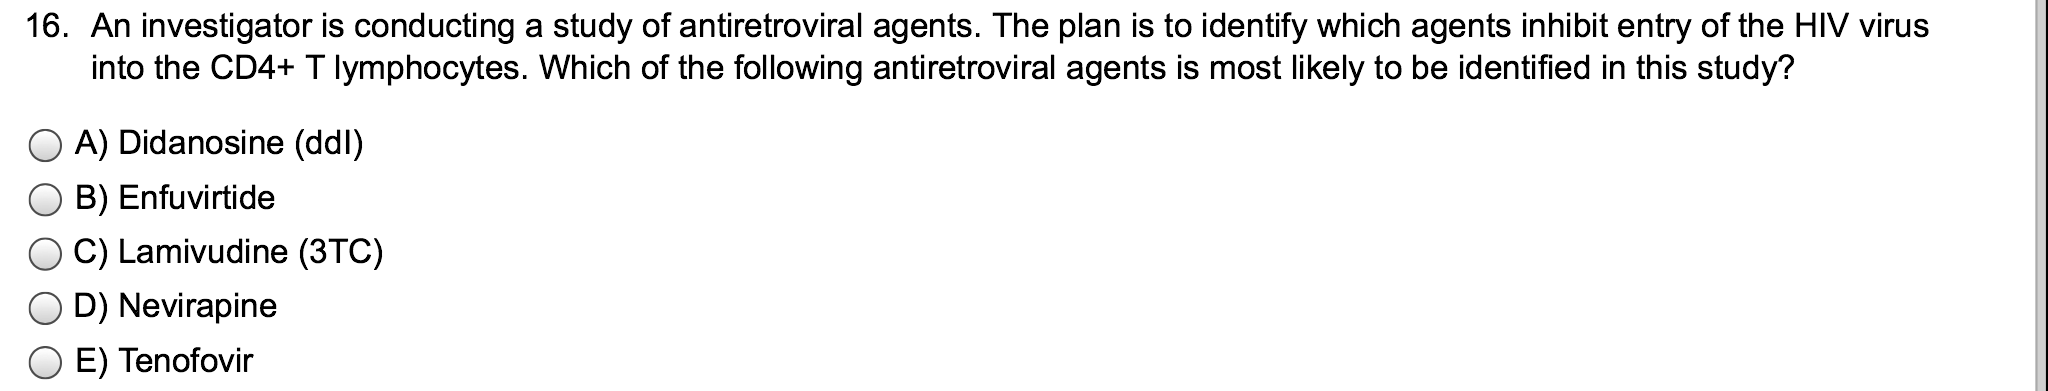 16. An investigator is conducting a study of antiretroviral agents. The plan is to identify which agents inhibit entry of the HIV virus
into the CD4+ T lymphocytes. Which of the following antiretroviral agents is most likely to be identified in this study?
A) Didanosine (ddI)
B) Enfuvirtide
C) Lamivudine (3TC)
D) Nevirapine
E) Tenofovir